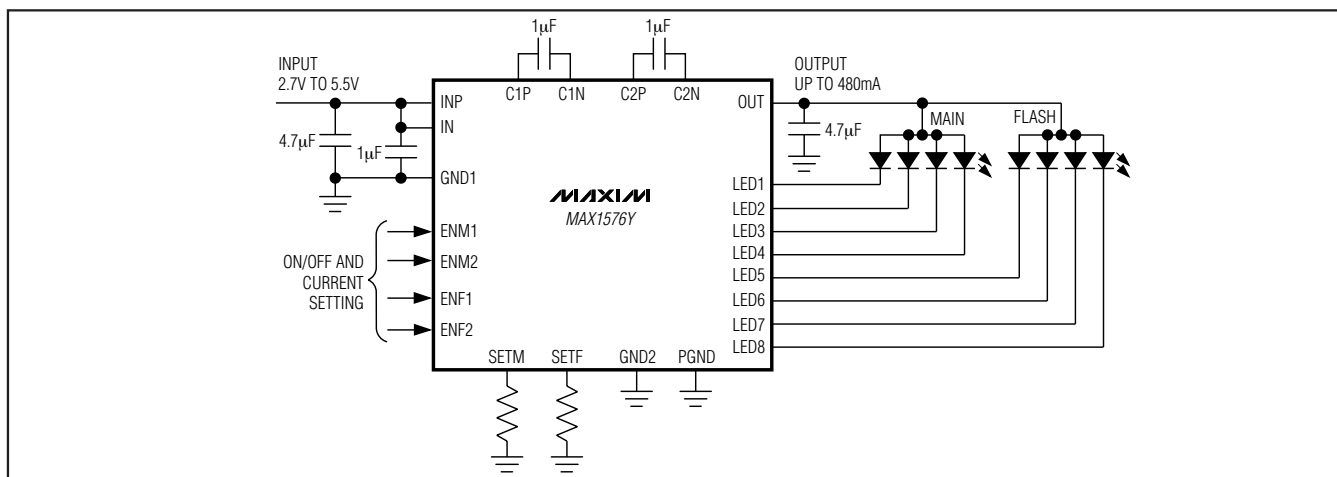 1μF
1μF
INPUT
2.7V TO 5.5V
OUTPUT
UP TO 480mA
C1P
C1N
C2P
C2N
INP
IN
GND1
OUT
4.7μF
1μF
4.7μF
MAIN
FLASH
MAXIM
MAX1576Y
LED1
LED2
LED3
LED4
LED5
LED6
LED7
LED8
ON/OFF AND
CURRENT
SETTING
ENM1
ENM2
ENF1
ENF2
SETM
SETF
GND2
PGND